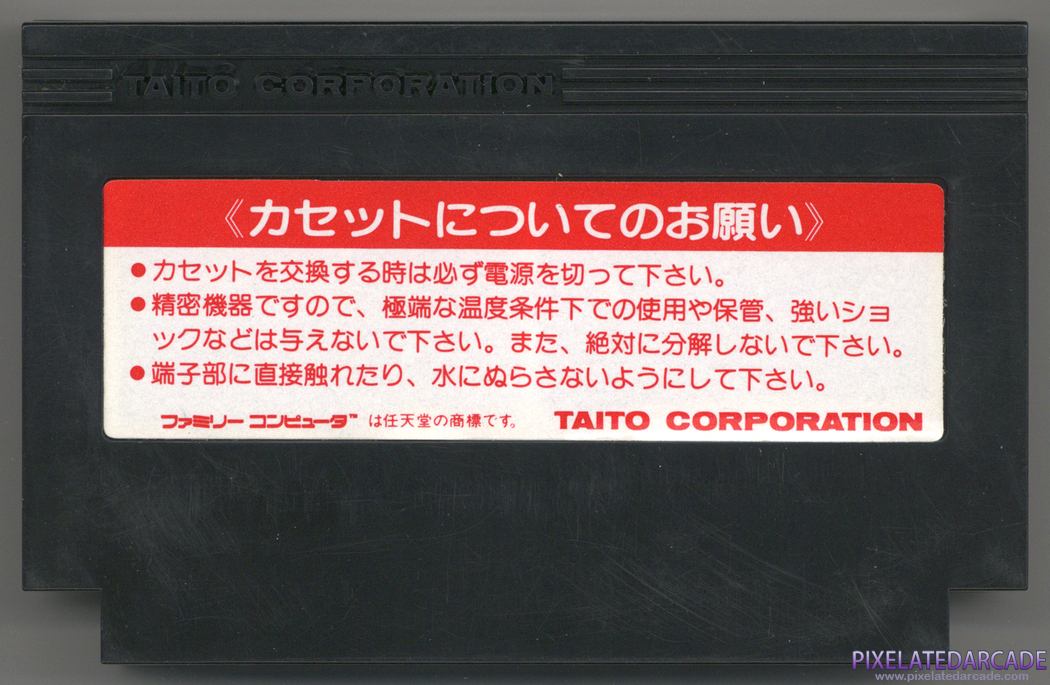 TAITO CORPORATION
《カセットについてのお願い》
●カセットを交換する時は必ず電源を切って下さい。
●精密機器ですので、極端な温度条件下での使用や保管、強いショ
ックなどは与えないで下さい。また、絶対に分解しないで下さい。
●端子部に直接触れたり、水にぬらさないようにして下さい。
ファミリー コンピュータ™ は任天堂の商標です。 TAITO CORPORATION
PIXELATEDARCADE
www.pixelatedarcade.com